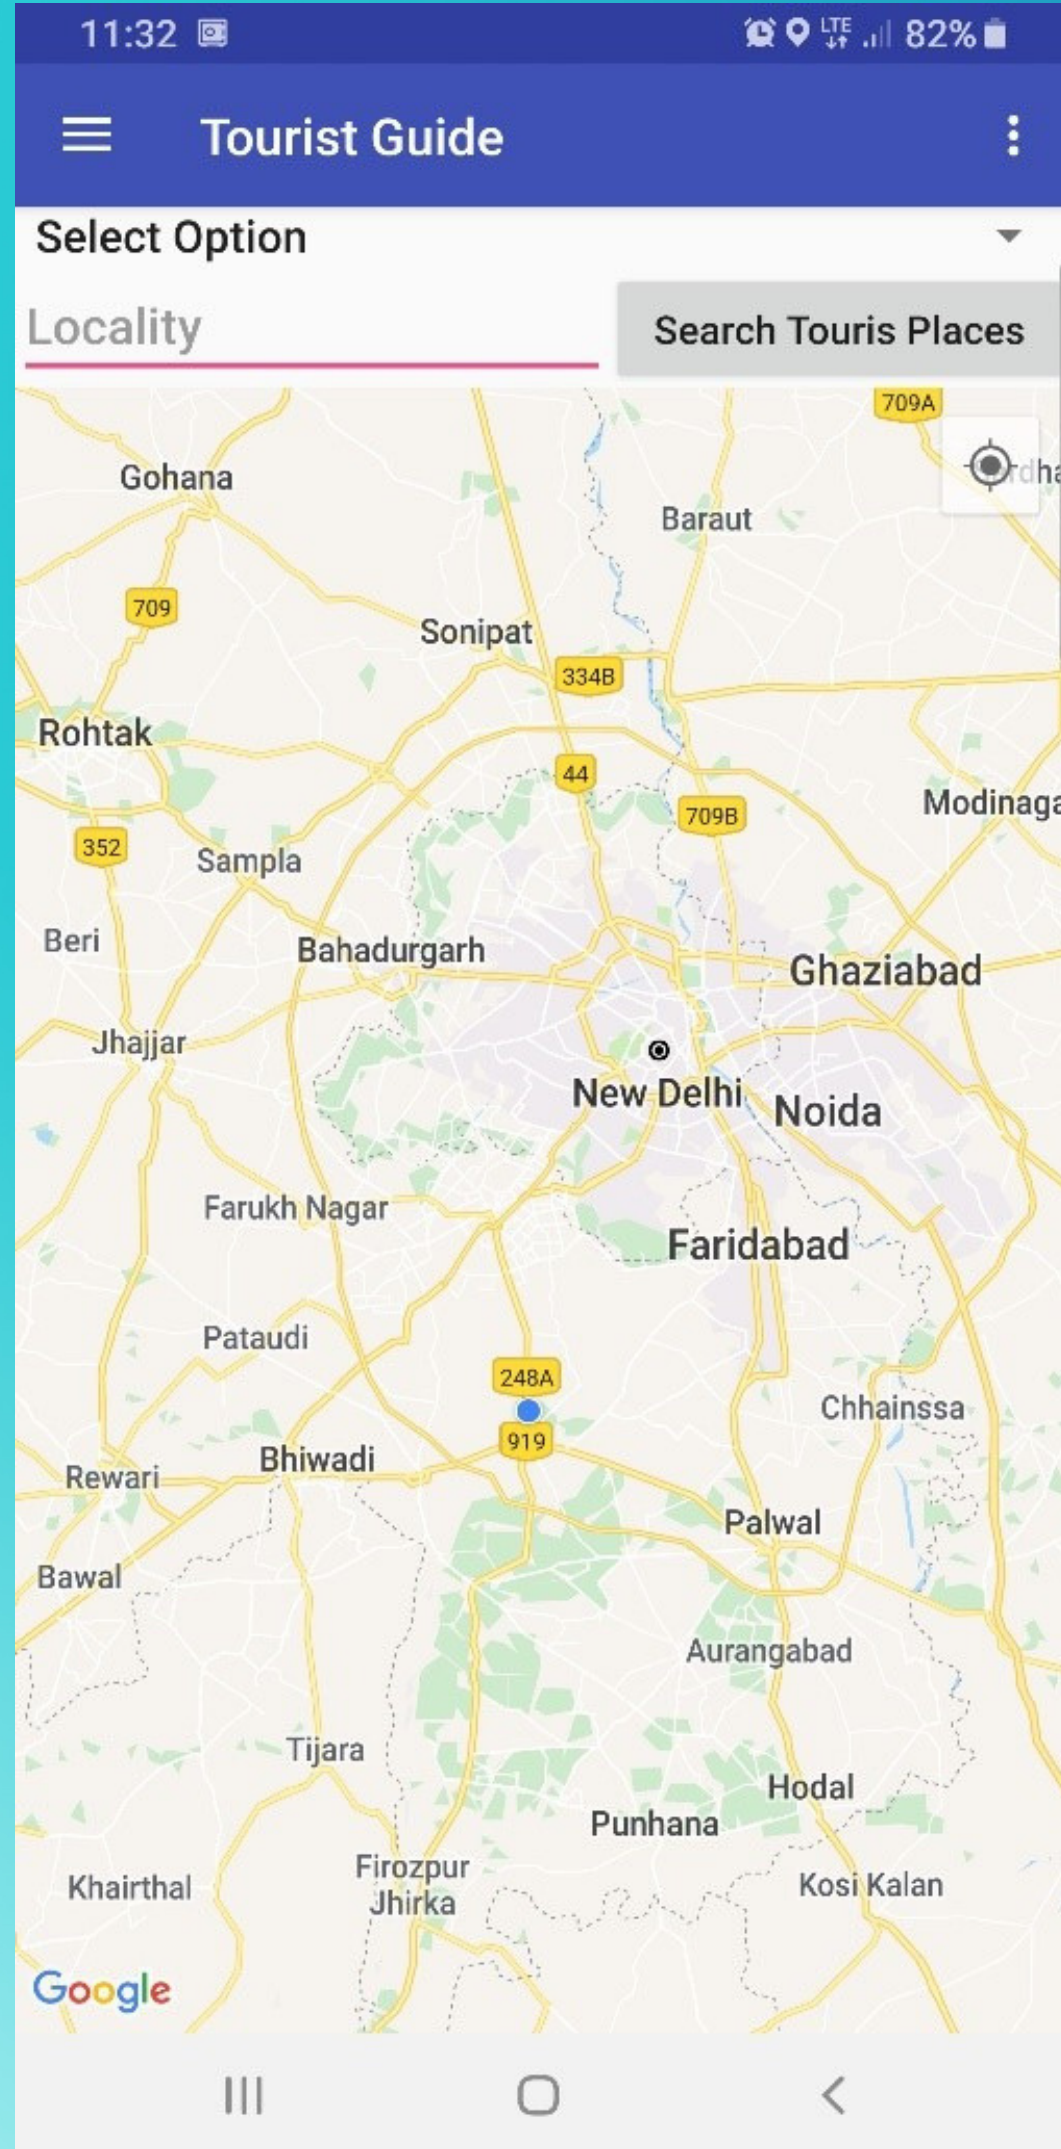 11:32
LTE 82%
Tourist Guide
Select Option
Locality
Search Touris Places
709A
Gohana
Baraut
709
Sonipat
334B
Rohtak
44
Modinaga
709B
352
Sampla
Beri
Bahadurgarh
Ghaziabad
Jhajjar
New Delhi
Noida
Farukh Nagar
Faridabad
Pataudi
248A
Chhainssa
919
Bhiwadi
Rewari
Palwal
Bawal
Aurangabad
Tijara
Hodal
Punhana
Firozpur
Jhirka
Khairthal
Kosi Kalan
Google